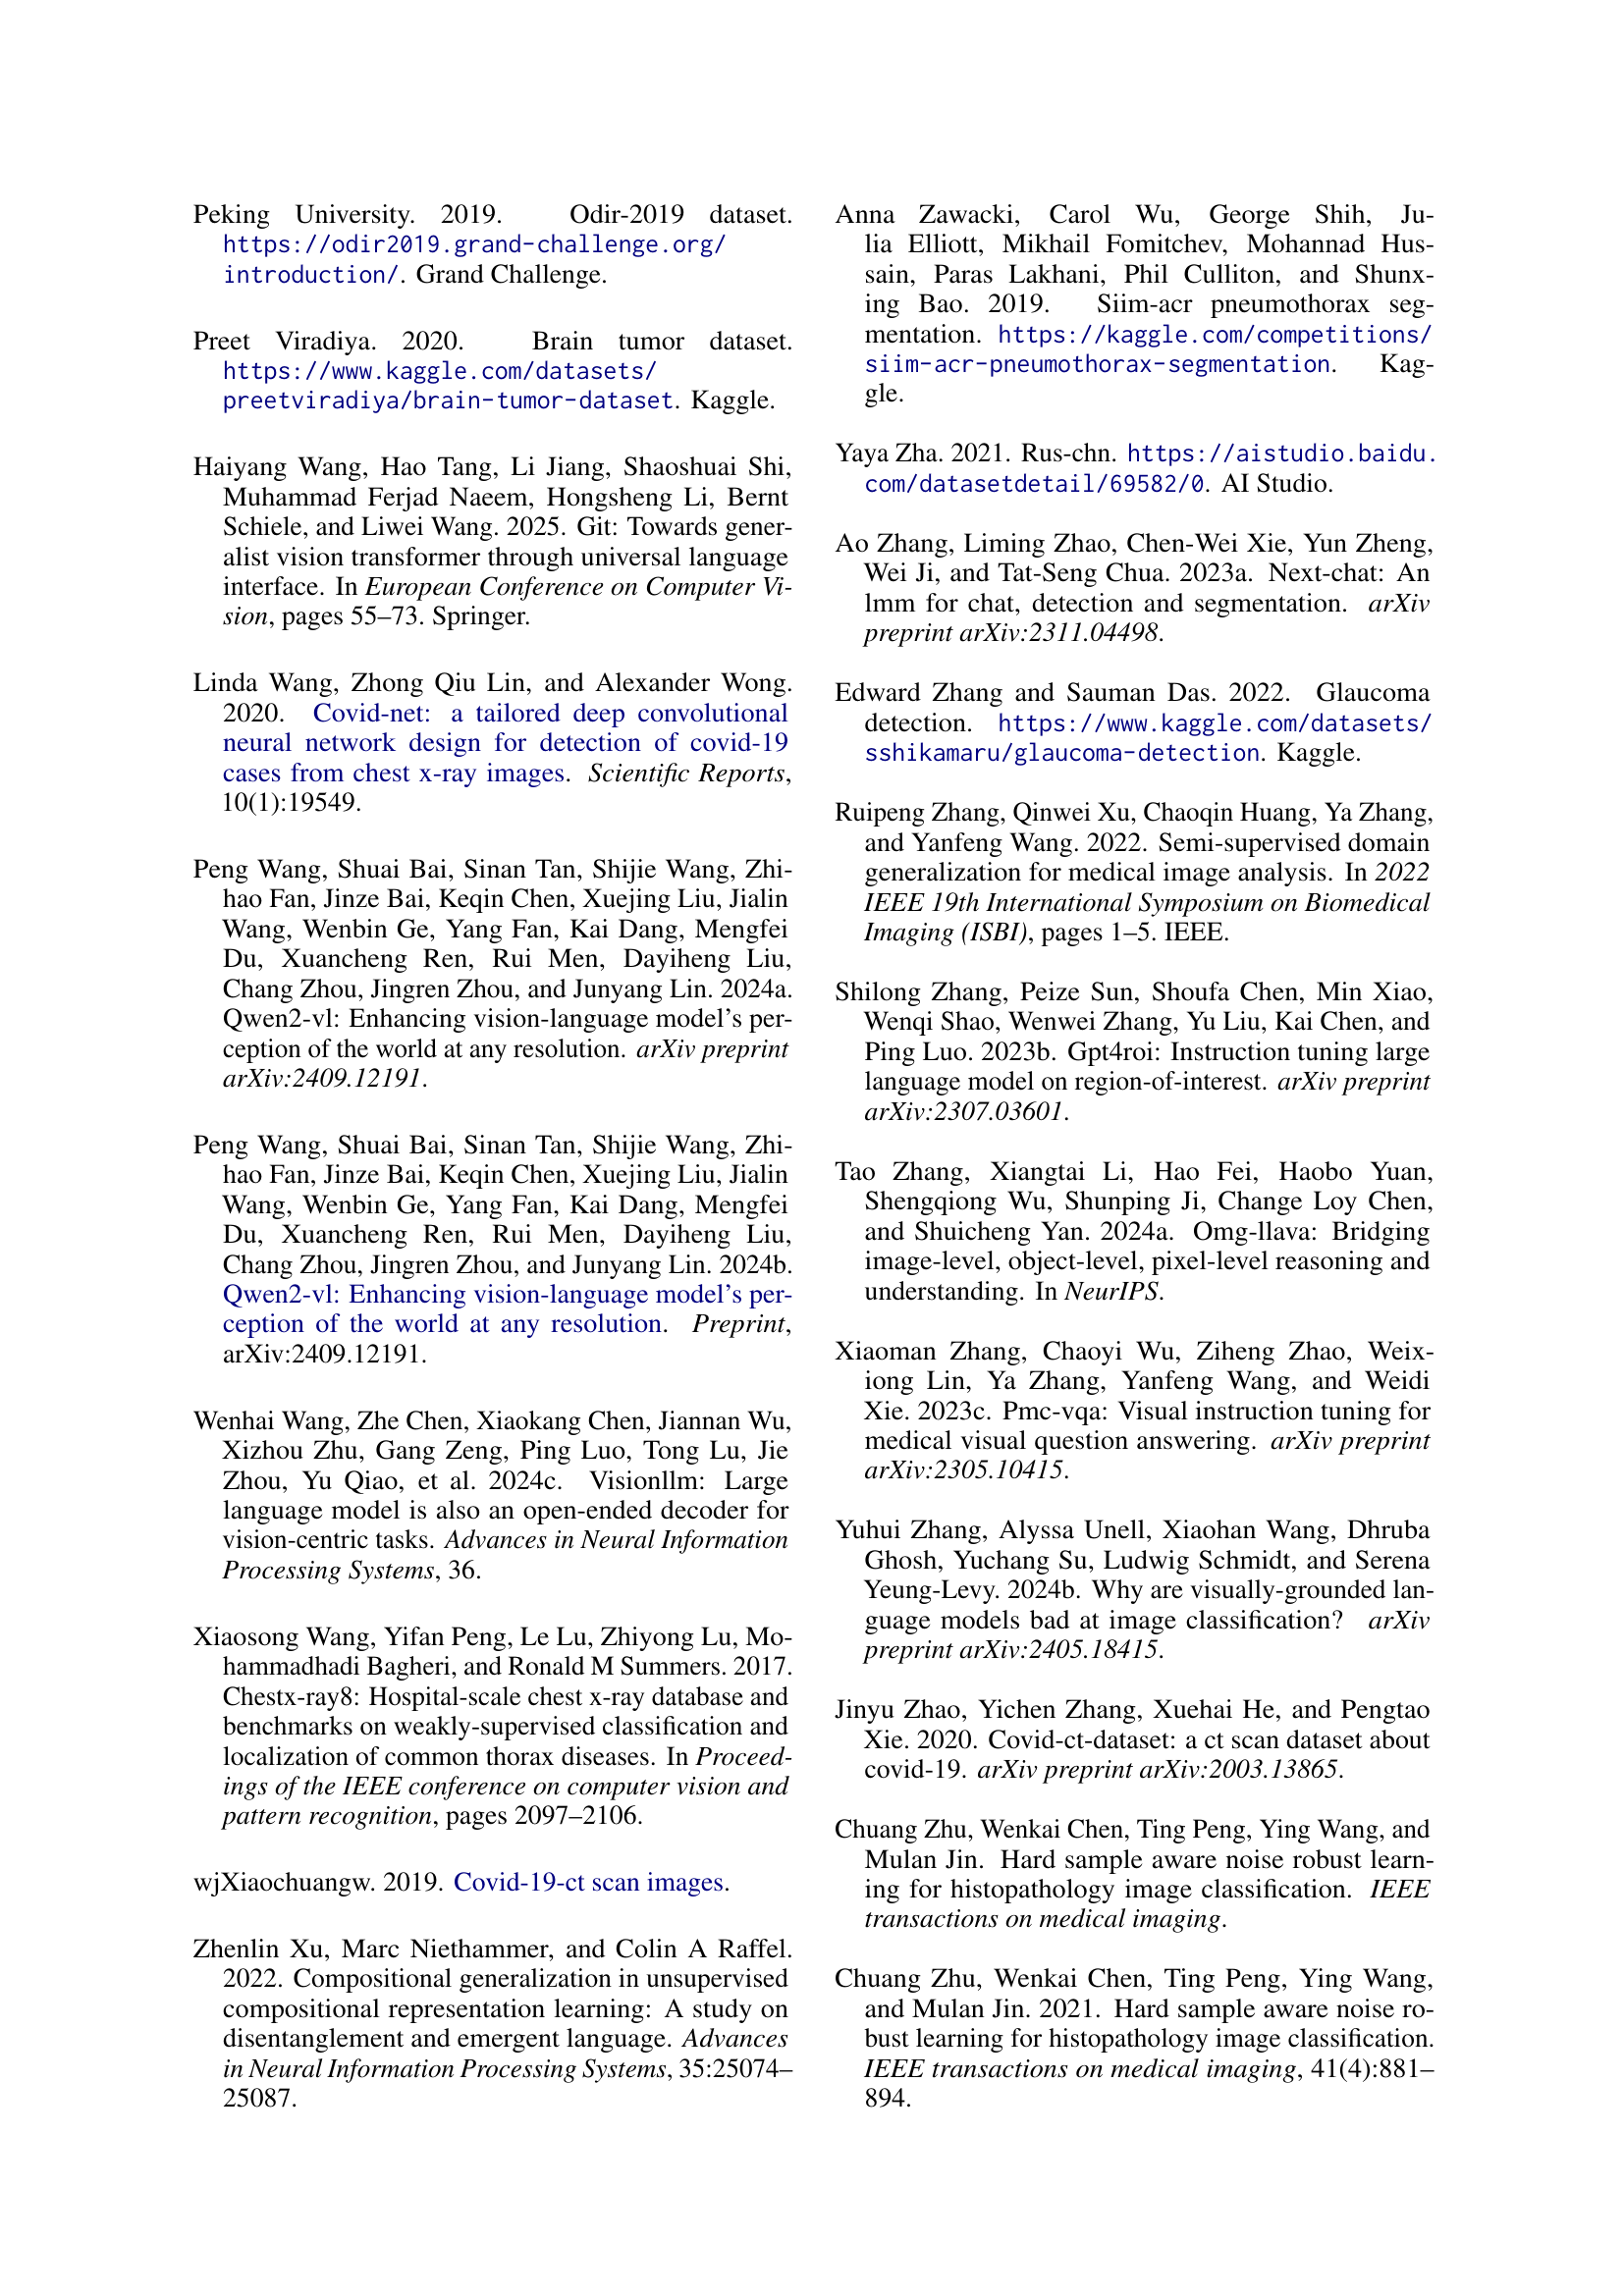 Peking University. 2019. Odir-2019 dataset.
https://odir2019.grand-challenge.org/
introduction/. Grand Challenge.
Preet Viradiya. 2020. Brain tumor dataset.
https://www.kaggle.com/datasets/
preetviradiya/brain-tumor-dataset. Kaggle.
Haiyang Wang, Hao Tang, Li Jiang, Shaoshuai Shi,
Muhammad Ferjad Naeem, Hongsheng Li, Bernt
Schiele, and Liwei Wang. 2025. Git: Towards gener-
alist vision transformer through universal language
interface. In European Conference on Computer Vi-
sion, pages 55–73. Springer.
Linda Wang, Zhong Qiu Lin, and Alexander Wong.
2020. Covid-net: a tailored deep convolutional
neural network design for detection of covid-19
cases from chest x-ray images. Scientific Reports,
10(1):19549.
Peng Wang, Shuai Bai, Sinan Tan, Shijie Wang, Zhi-
hao Fan, Jinze Bai, Keqin Chen, Xuejing Liu, Jialin
Wang, Wenbin Ge, Yang Fan, Kai Dang, Mengfei
Du, Xuancheng Ren, Rui Men, Dayiheng Liu,
Chang Zhou, Jingren Zhou, and Junyang Lin. 2024a.
Qwen2-vl: Enhancing vision-language model's per-
ception of the world at any resolution. arXiv preprint
arXiv:2409.12191.
Peng Wang, Shuai Bai, Sinan Tan, Shijie Wang, Zhi-
hao Fan, Jinze Bai, Keqin Chen, Xuejing Liu, Jialin
Wang, Wenbin Ge, Yang Fan, Kai Dang, Mengfei
Du, Xuancheng Ren, Rui Men, Dayiheng Liu,
Chang Zhou, Jingren Zhou, and Junyang Lin. 2024b.
Qwen2-vl: Enhancing vision-language model's per-
ception of the world at any resolution. Preprint,
arXiv:2409.12191.
Wenhai Wang, Zhe Chen, Xiaokang Chen, Jiannan Wu,
Xizhou Zhu, Gang Zeng, Ping Luo, Tong Lu, Jie
Zhou, Yu Qiao, et al. 2024c. Visionllm: Large
language model is also an open-ended decoder for
vision-centric tasks. Advances in Neural Information
Processing Systems, 36.
Xiaosong Wang, Yifan Peng, Le Lu, Zhiyong Lu, Mo-
hammadhadi Bagheri, and Ronald M Summers. 2017.
Chestx-ray8: Hospital-scale chest x-ray database and
benchmarks on weakly-supervised classification and
localization of common thorax diseases. In Proceed-
ings of the IEEE conference on computer vision and
pattern recognition, pages 2097–2106.
wjXiaochuangw. 2019. Covid-19-ct scan images.
Zhenlin Xu, Marc Niethammer, and Colin A Raffel.
2022. Compositional generalization in unsupervised
compositional representation learning: A study on
disentanglement and emergent language. Advances
in Neural Information Processing Systems, 35:25074–
25087.
Anna Zawacki, Carol Wu, George Shih, Ju-
lia Elliott, Mikhail Fomitchev, Mohannad Hus-
sain, Paras Lakhani, Phil Culliton, and Shunx-
ing Bao. 2019. Siim-acr pneumothorax seg-
mentation. https://kaggle.com/competitions/
siim-acr-pneumothorax-segmentation. Kag-
gle.
Yaya Zha. 2021. Rus-chn. https://aistudio.baidu.
com/datasetdetail/69582/0. AI Studio.
Ao Zhang, Liming Zhao, Chen-Wei Xie, Yun Zheng,
Wei Ji, and Tat-Seng Chua. 2023a. Next-chat: An
lmm for chat, detection and segmentation. arXiv
preprint arXiv:2311.04498.
Edward Zhang and Sauman Das. 2022. Glaucoma
detection. https://www.kaggle.com/datasets/
sshikamaru/glaucoma-detection. Kaggle.
Ruipeng Zhang, Qinwei Xu, Chaoqin Huang, Ya Zhang,
and Yanfeng Wang. 2022. Semi-supervised domain
generalization for medical image analysis. In 2022
IEEE 19th International Symposium on Biomedical
Imaging (ISBI), pages 1–5. IEEE.
Shilong Zhang, Peize Sun, Shoufa Chen, Min Xiao,
Wenqi Shao, Wenwei Zhang, Yu Liu, Kai Chen, and
Ping Luo. 2023b. Gpt4roi: Instruction tuning large
language model on region-of-interest. arXiv preprint
arXiv:2307.03601.
Tao Zhang, Xiangtai Li, Hao Fei, Haobo Yuan,
Shengqiong Wu, Shunping Ji, Change Loy Chen,
and Shuicheng Yan. 2024a. Omg-llava: Bridging
image-level, object-level, pixel-level reasoning and
understanding. In NeurIPS.
Xiaoman Zhang, Chaoyi Wu, Ziheng Zhao, Weix-
iong Lin, Ya Zhang, Yanfeng Wang, and Weidi
Xie. 2023c. Pmc-vqa: Visual instruction tuning for
medical visual question answering. arXiv preprint
arXiv:2305.10415.
Yuhui Zhang, Alyssa Unell, Xiaohan Wang, Dhruba
Ghosh, Yuchang Su, Ludwig Schmidt, and Serena
Yeung-Levy. 2024b. Why are visually-grounded lan-
guage models bad at image classification? arXiv
preprint arXiv:2405.18415.
Jinyu Zhao, Yichen Zhang, Xuehai He, and Pengtao
Xie. 2020. Covid-ct-dataset: a ct scan dataset about
covid-19. arXiv preprint arXiv:2003.13865.
Chuang Zhu, Wenkai Chen, Ting Peng, Ying Wang, and
Mulan Jin. Hard sample aware noise robust learn-
ing for histopathology image classification. IEEE
transactions on medical imaging.
Chuang Zhu, Wenkai Chen, Ting Peng, Ying Wang,
and Mulan Jin. 2021. Hard sample aware noise ro-
bust learning for histopathology image classification.
IEEE transactions on medical imaging, 41(4):881–
894.